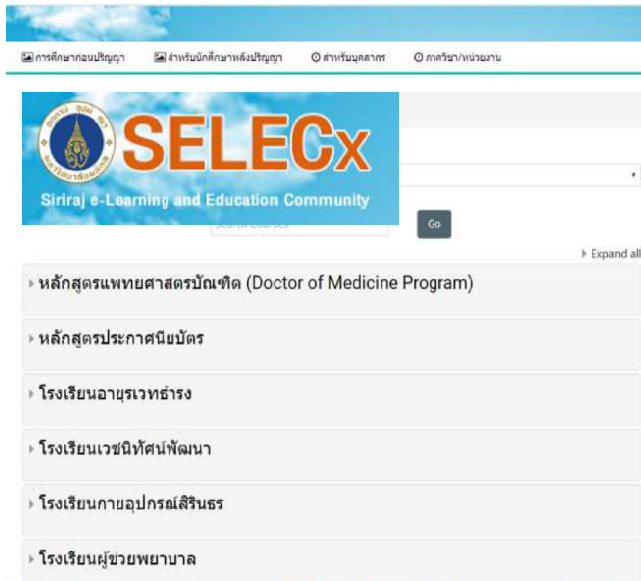 การศึกษาก่อนปริญญา สำหรับนักศึกษาหลังปริญญา สำหรับบุคลากร ภาควิชา/หน่วยงาน
SELECx
Siriraj e-Learning and Education Community
Search Courses Go
Expand all
หลักสูตรแพทยศาสตรบัณฑิต (Doctor of Medicine Program)
หลักสูตรประกาศนียบัตร
โรงเรียนอายุรเวทธำรง
โรงเรียนเวชนิทัศน์พัฒนา
โรงเรียนกายอุปกรณ์สิรินธร
โรงเรียนผู้ช่วยพยาบาล